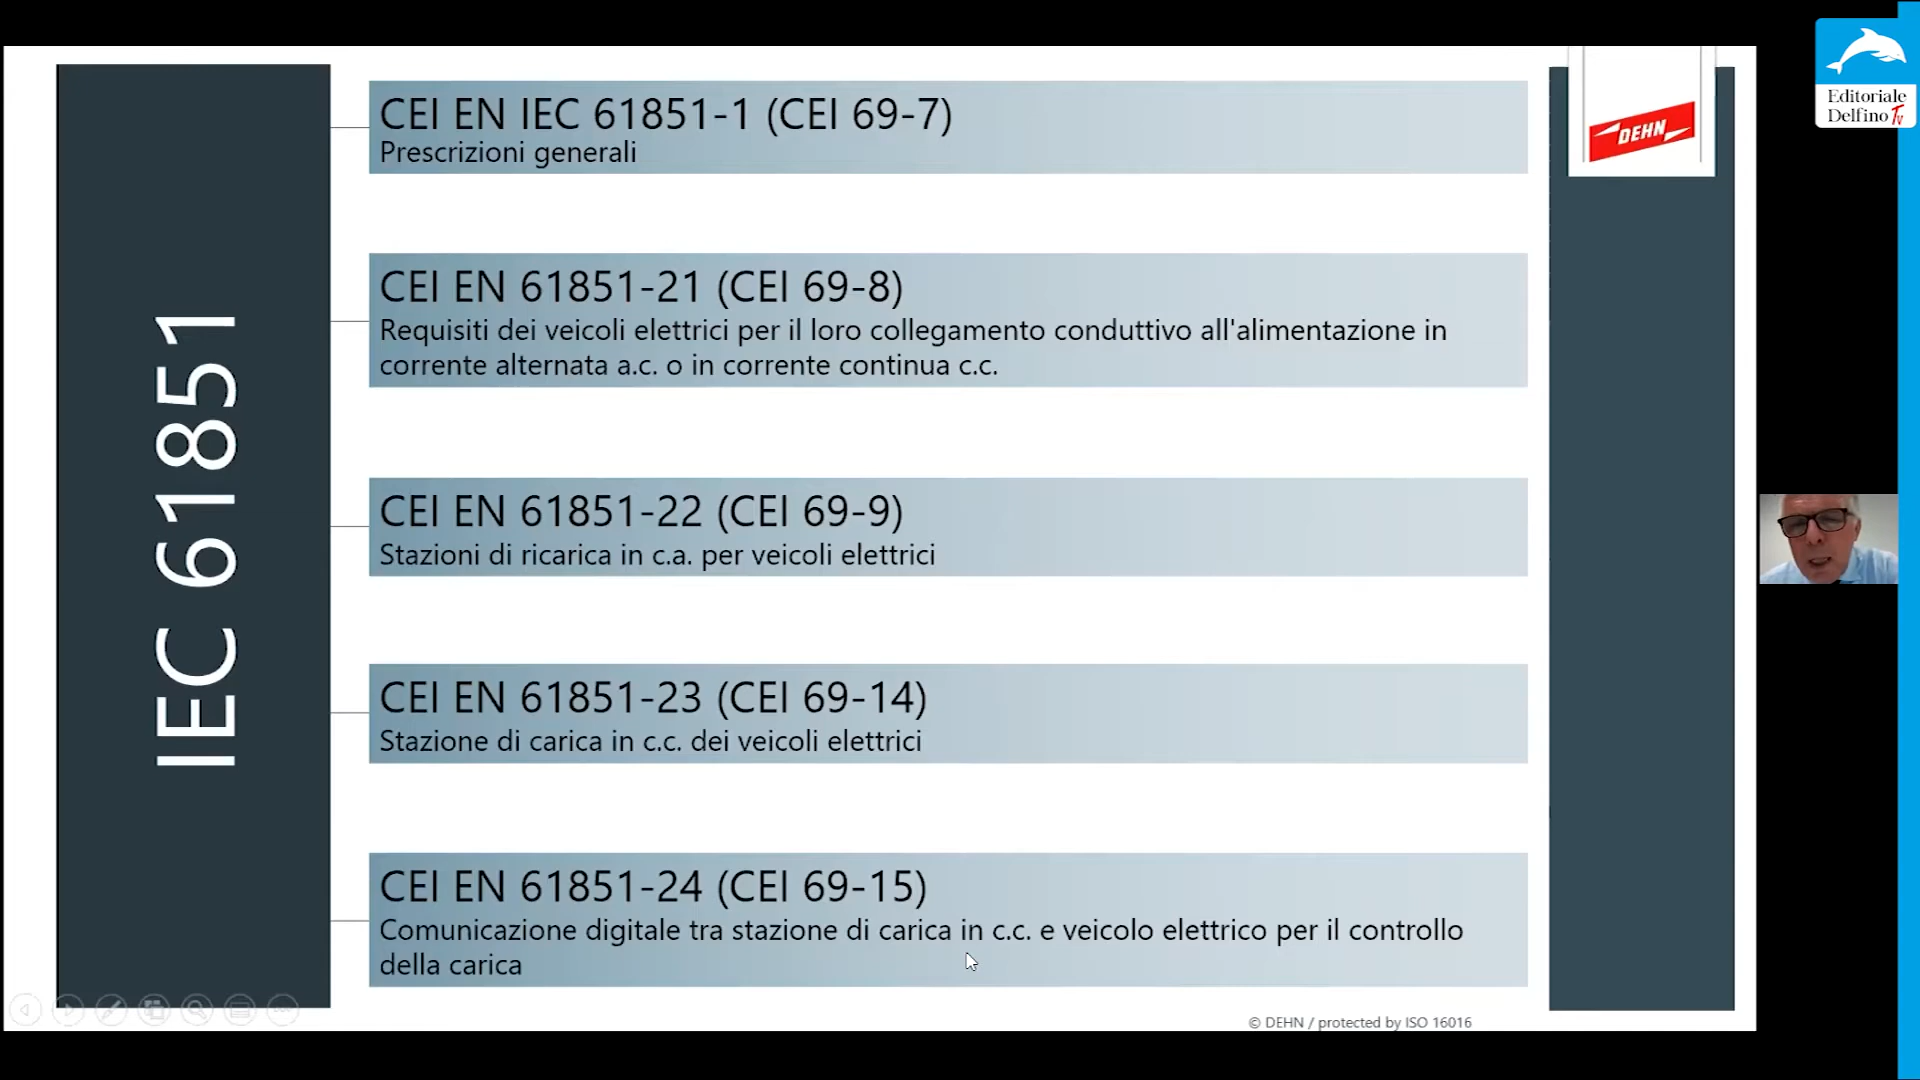 IEC 61851
CEI EN IEC 61851-1 (CEI 69-7)
Prescrizioni generali
CEI EN 61851-21 (CEI 69-8)
Requisiti dei veicoli elettrici per il loro collegamento conduttivo all'alimentazione in
corrente alternata a.c. o in corrente continua c.c.
CEI EN 61851-22 (CEI 69-9)
Stazioni di ricarica in c.a. per veicoli elettrici
CEI EN 61851-23 (CEI 69-14)
Stazione di carica in c.c. dei veicoli elettrici
CEI EN 61851-24 (CEI 69-15)
Comunicazione digitale tra stazione di carica in c.c. e veicolo elettrico per il controllo
della carica
© DEHN / protected by ISO 16016
DEHN
Editoriale
Delfino Tv